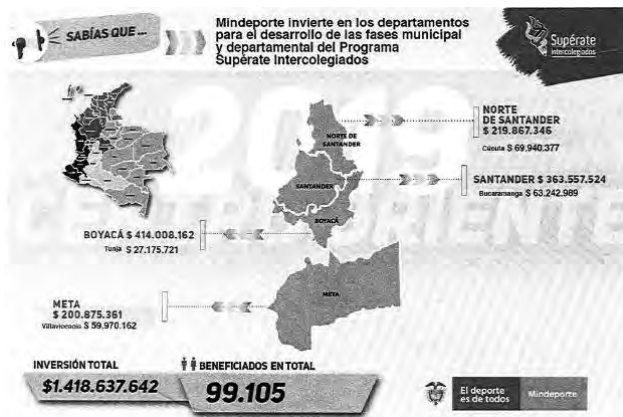 SABÍAS QUE ...
Mindeporte invierte en los departamentos
para el desarrollo de las fases municipal
y departamental del Programa
Supérate Intercolegiados
Supérate
Intercolegiados
NORTE
DE SANTANDER
$ 219.867.346
Cúcuta $ 69.940.377
NORTE DE
SANTANDER
SANTANDER $ 363.557.524
Bucaramanga $ 63.242.989
SANTANDER
BOYACÁ
BOYACÁ $ 414.008.162
Tunja $ 27.175.721
META
$ 200.875.361
Villavicencio $ 59.970.162
META
INVERSIÓN TOTAL
$1.418.637.642
BENEFICIADOS EN TOTAL
99.105
El deporte
es de todos
Mindeporte